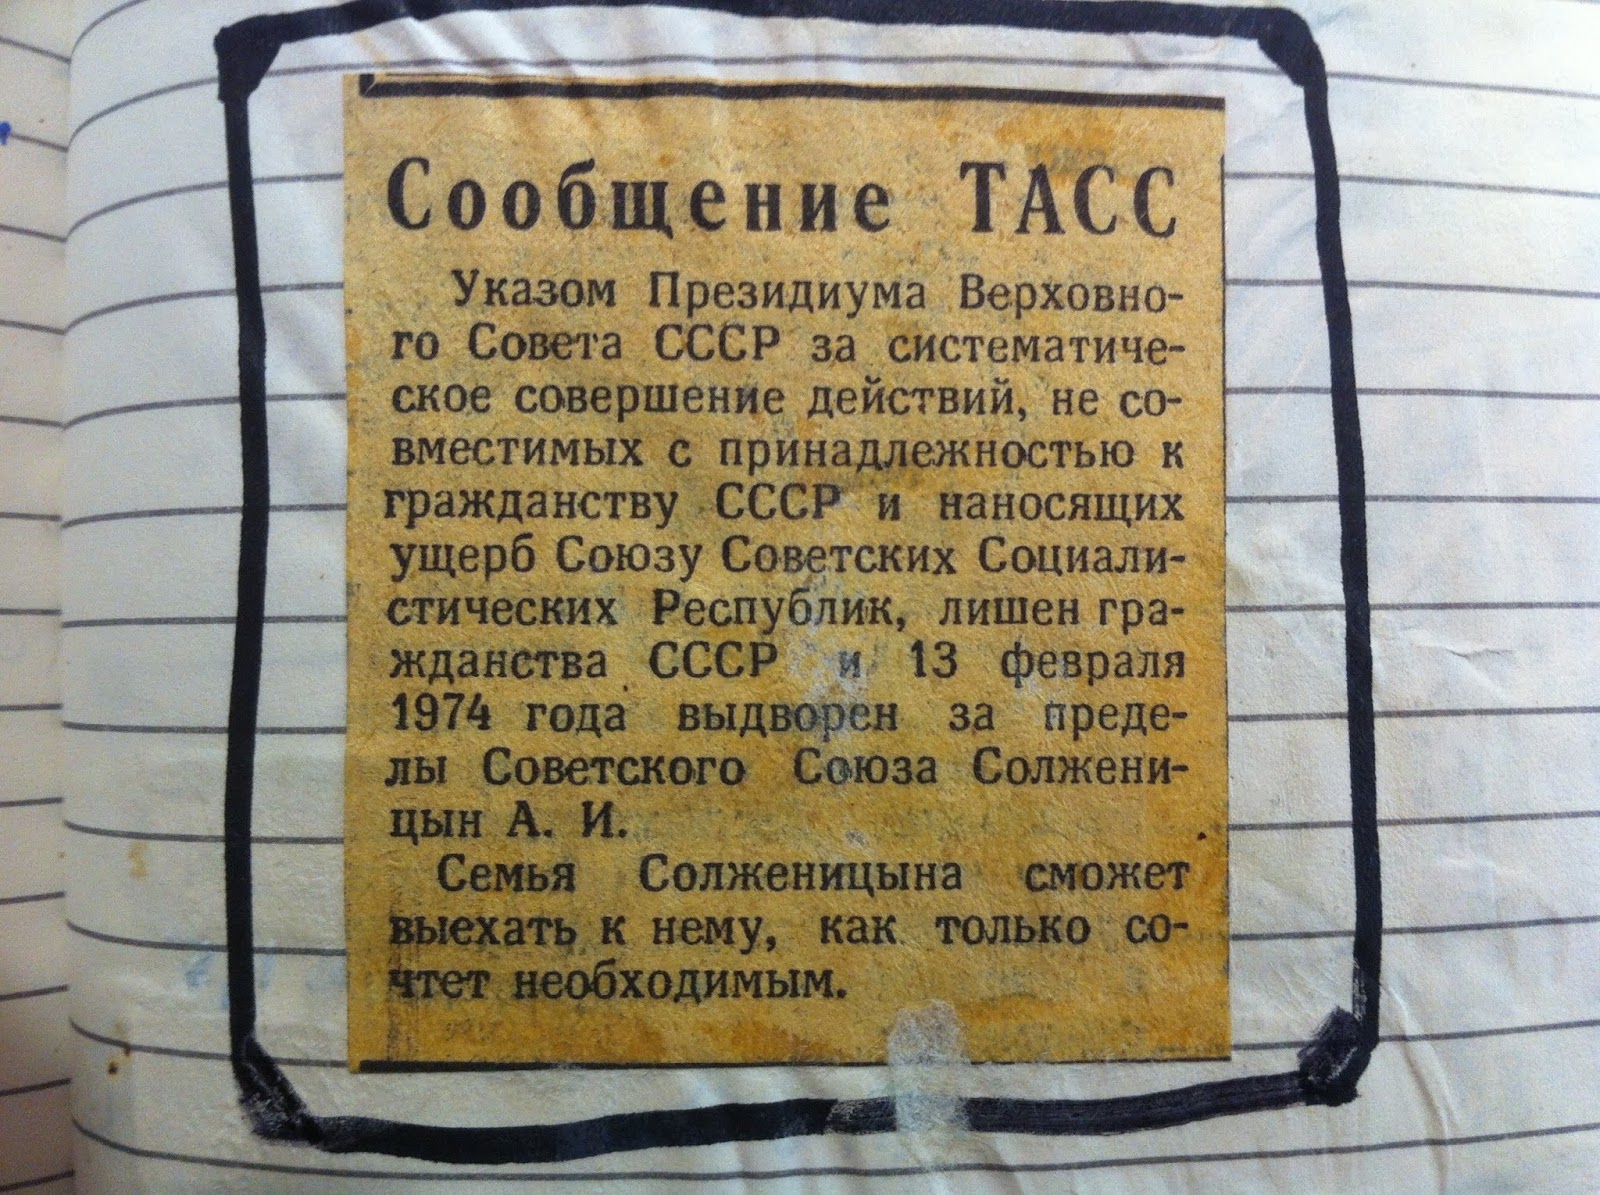 Сообщение ТАСС
Указом Президиума Верховно-
го Совета СССР за систематиче-
ское совершение действий, не со-
вместимых с принадлежностью к
гражданству СССР и наносящих
ущерб Союзу Советских Социали-
стических Республик, лишен гра-
жданства СССР и 13 февраля
1974 года выдворен за преде-
лы Советского Союза Солжени-
цын А. И.
Семья Солженицына сможет
выехать к нему, как только со-
чтет необходимым.